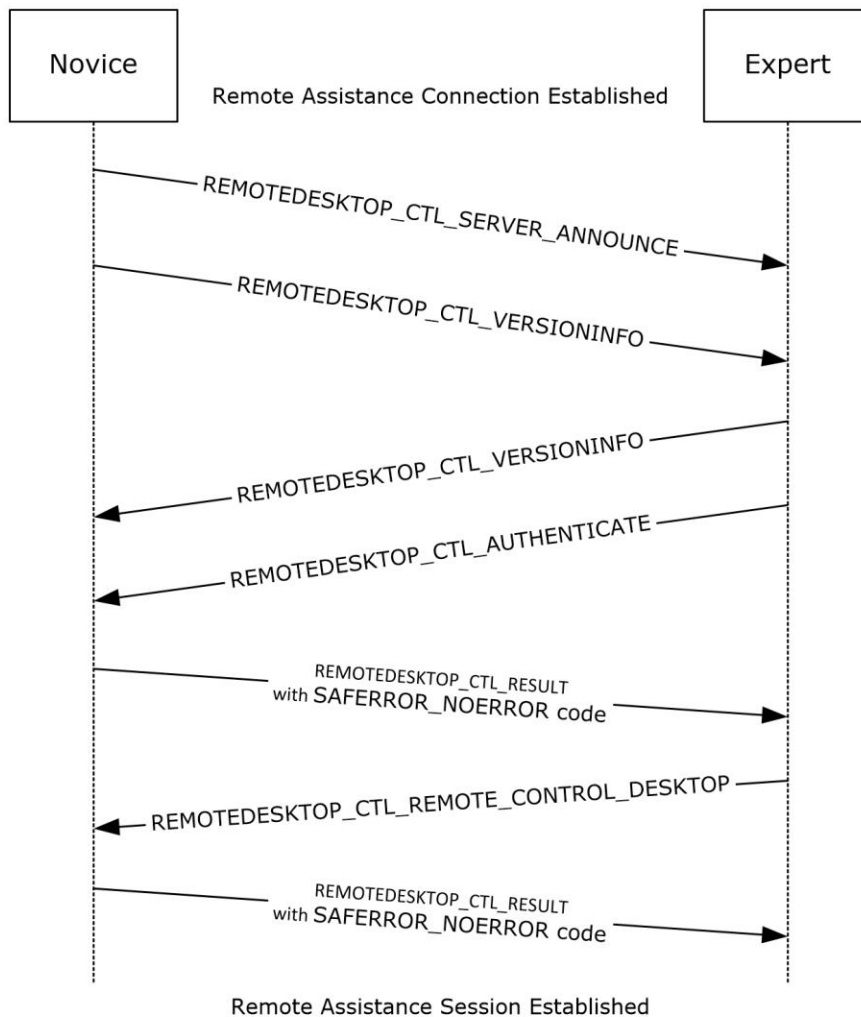 Novice
Expert
Remote Assistance Connection Established
REMOTEDESKTOP_CTL_SERVER_ANNOUNCE
REMOTEDESKTOP_CTL_VERSIONINFO
REMOTEDESKTOP_CTL_VERSIONINFO
REMOTEDESKTOP_CTL_AUTHENTICATE
REMOTEDESKTOP_CTL_RESULT
with SAFERROR_NOERROR code
REMOTEDESKTOP_CTL_REMOTE_CONTROL_DESKTOP
REMOTEDESKTOP_CTL_RESULT
with SAFERROR_NOERROR code
Remote Assistance Session Established